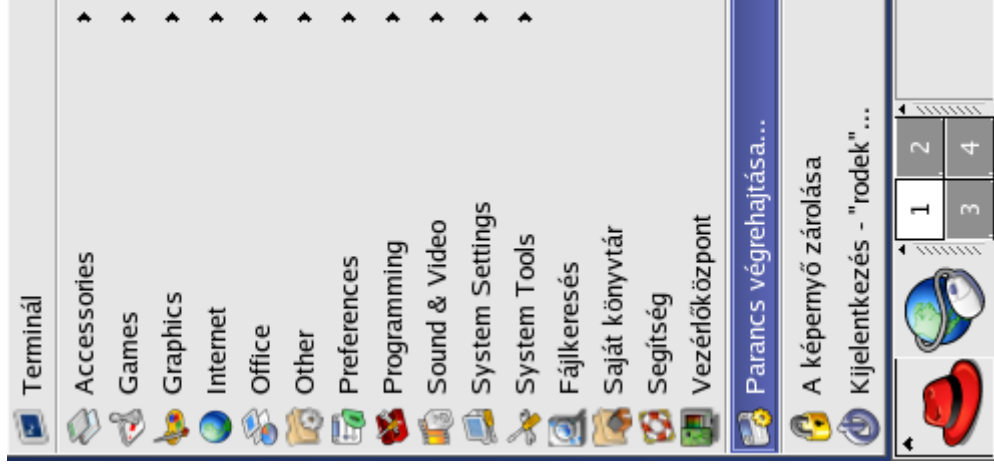 Terminál
Accessories
Games
Graphics
Internet
Office
Other
Preferences
Programming
Sound & Video
System Settings
System Tools
Fájlkeresés
Saját könyvtár
Segítség
Vezérlőközpont
Parancs végrehajtása...
A képernyő zárolása
Kijelentkezés - "rodek"...
1 2
3 4